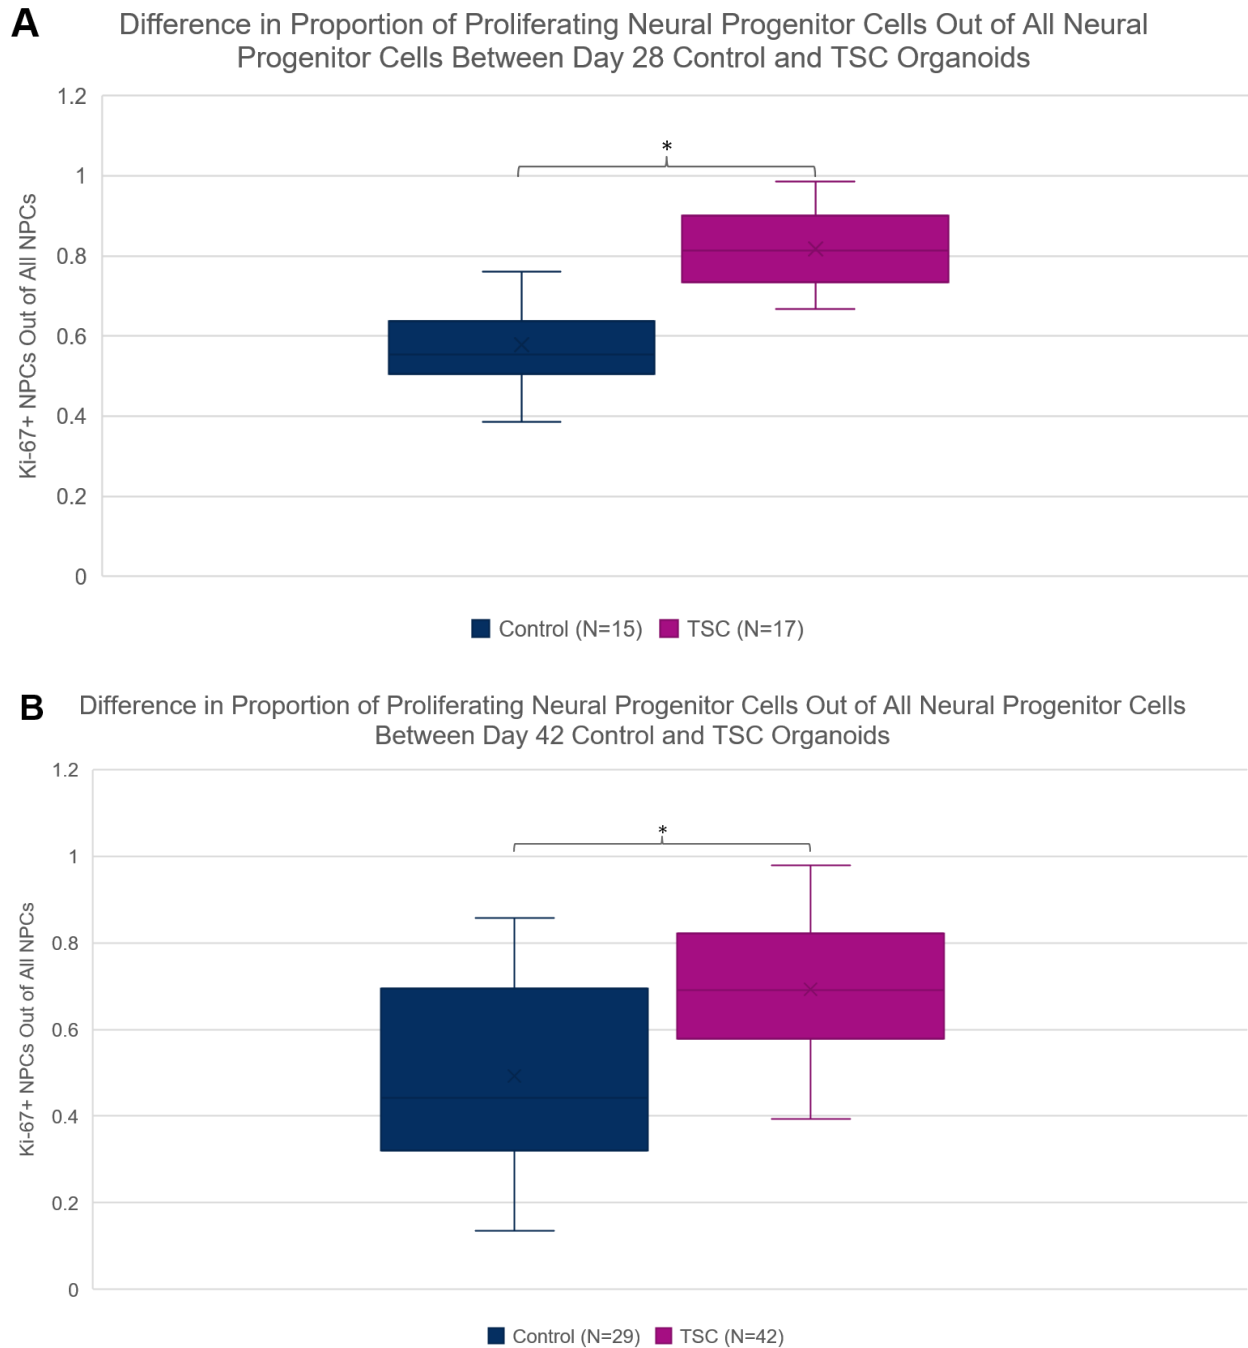 A
Difference in Proportion of Proliferating Neural Progenitor Cells Out of All Neural
Progenitor Cells Between Day 28 Control and TSC Organoids
1.2
1
0.8
0.6
0.4
0.2
0
Ki-67+ NPCs Out of All NPCs
*
Control (N=15)
TSC (N=17)
B
Difference in Proportion of Proliferating Neural Progenitor Cells Out of All Neural Progenitor Cells
Between Day 42 Control and TSC Organoids
1.2
1
0.8
0.6
0.4
0.2
0
Ki-67+ NPCs Out of All NPCs
*
Control (N=29)
TSC (N=42)